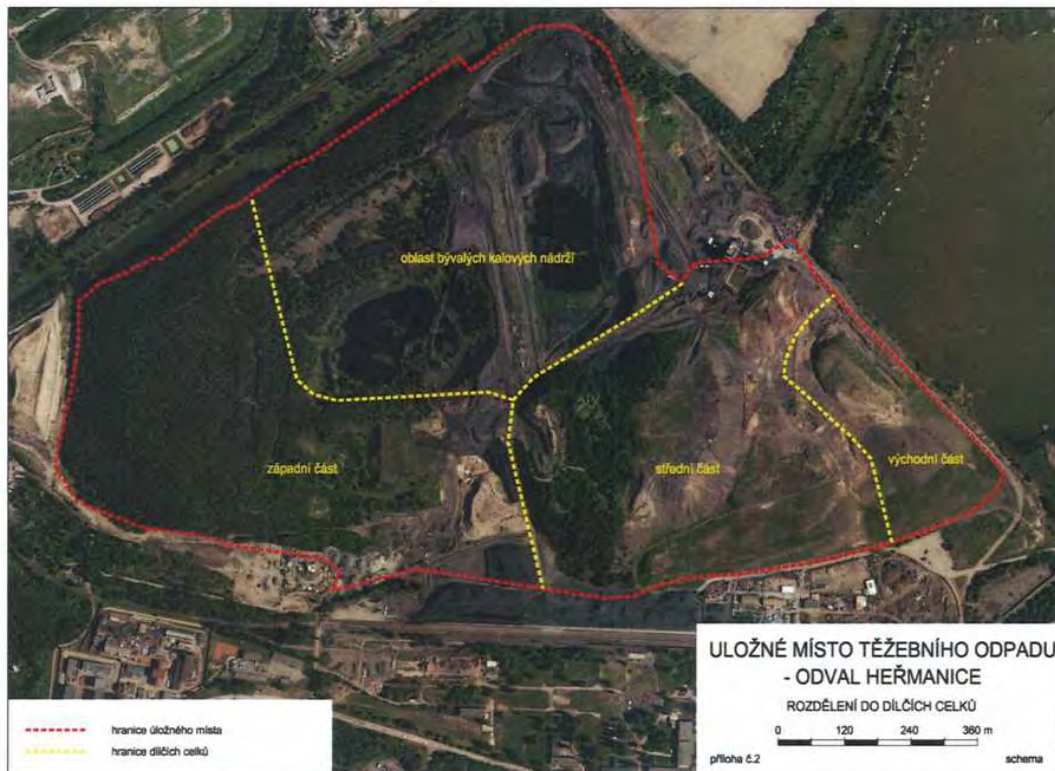 oblast bývalých kalových nádrží
západní část
střední část
východní část
ULOŽNÉ MÍSTO TĚŽEBNÍHO ODPADU
- ODVAL HEŘMANICE
ROZDĚLENÍ DO DÍLČÍCH CELKŮ
0 120 240 360 m
příloha č.2 schema
hranice úložného místa
hranice dílčích celků